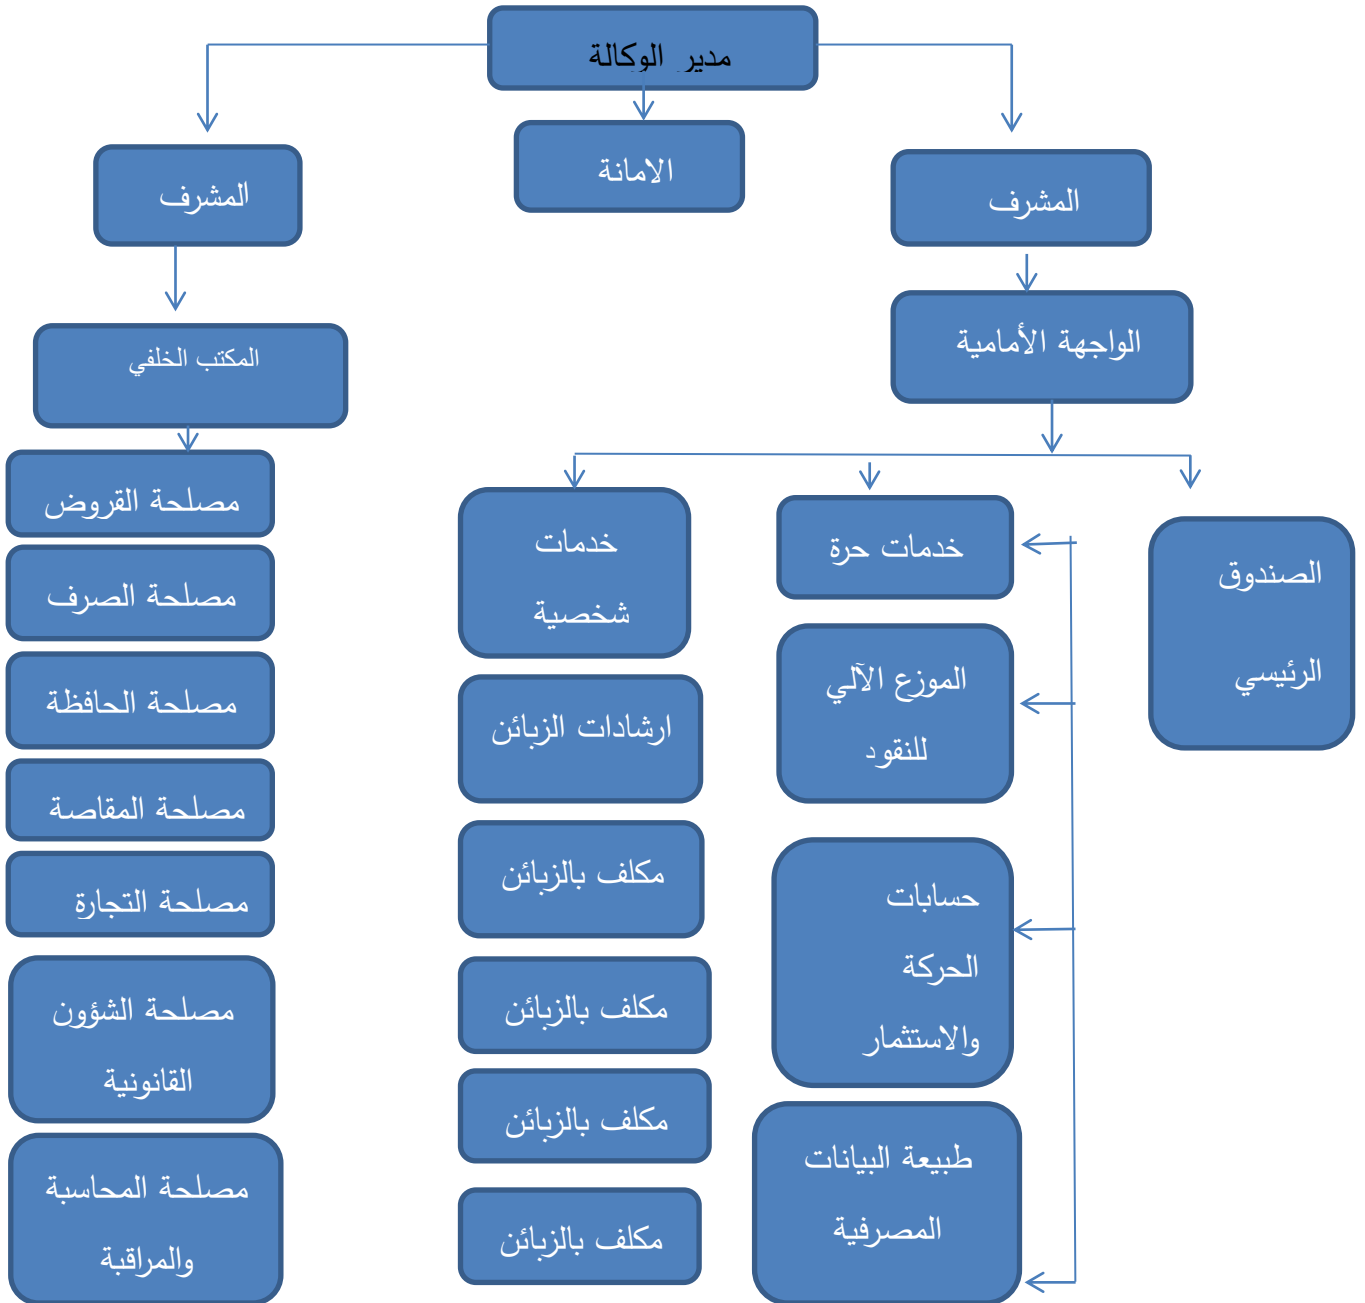 مدير الوكالة
الامانة
المشرف
المشرف
الواجهة الأمامية
المكتب الخلفي
الصندوق
الرئيسي
خدمات حرة
الموزع الآلي
للنقود
حسابات
الحركة
والاستثمار
طبيعة البيانات
المصرفية
خدمات
شخصية
ارشادات الزبائن
مكلف بالزبائن
مكلف بالزبائن
مكلف بالزبائن
مكلف بالزبائن
مصلحة القروض
مصلحة الصرف
مصلحة الحافظة
مصلحة المقاصة
مصلحة التجارة
مصلحة الشؤون
القانونية
مصلحة المحاسبة
والمراقبة